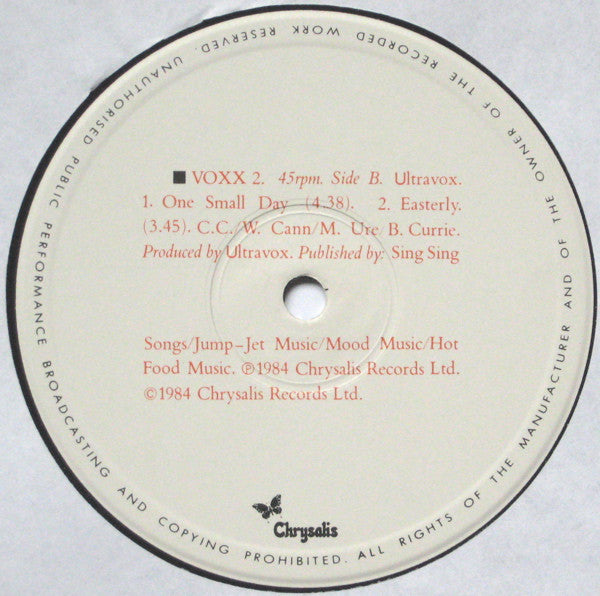 ■ VOXX 2. 45rpm. Side B. Ultravox.
1. One Small Day (4.38). 2. Easterly.
(3.45). C.C./W. Cann/M. Ure/B. Currie.
Produced by Ultravox. Published by: Sing Sing
Songs/Jump-Jet Music/Mood Music/Hot
Food Music. ℗1984 Chrysalis Records Ltd.
©1984 Chrysalis Records Ltd.
Chrysalis
ALL RIGHTS OF THE MANUFACTURER AND OF THE OWNER OF THE RECORDED WORK RESERVED. UNAUTHORISED PUBLIC PERFORMANCE BROADCASTING AND COPYING PROHIBITED.